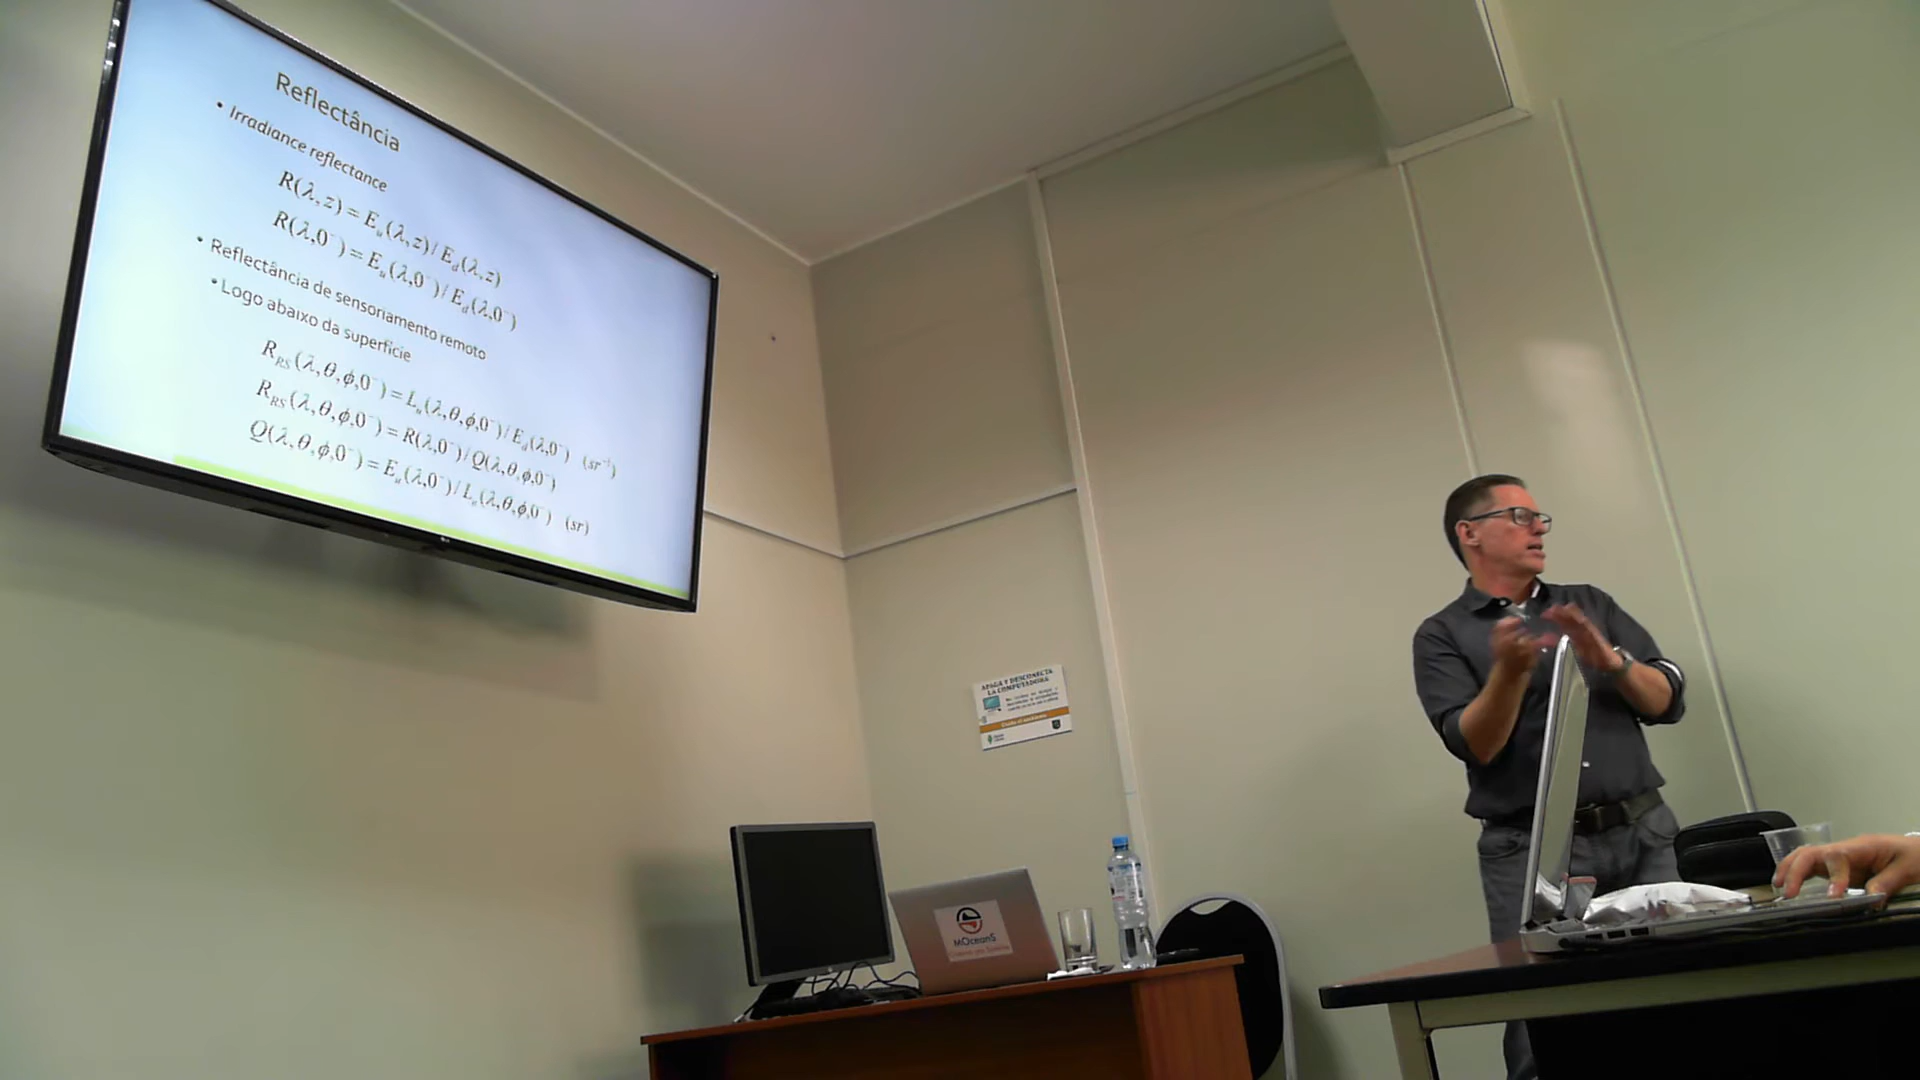 Reflectância
• Irradiance reflectance
R(λ,z) = E_u(λ,z) / E_d(λ,z)
R(λ,0⁻) = E_u(λ,0⁻) / E_d(λ,0⁻)
• Reflectância de sensoriamento remoto
• Logo abaixo da superfície
R_RS(λ,θ,ϕ,0⁻) = L_u(λ,θ,ϕ,0⁻) / E_d(λ,0⁻) (sr⁻¹)
R_RS(λ,θ,ϕ,0⁻) = R(λ,0⁻) / Q(λ,θ,ϕ,0⁻)
Q(λ,θ,ϕ,0⁻) = E_u(λ,0⁻) / L_u(λ,θ,ϕ,0⁻) (sr)
APAGA Y DESCONECTA
LA COMPUTADORA
MOceanS